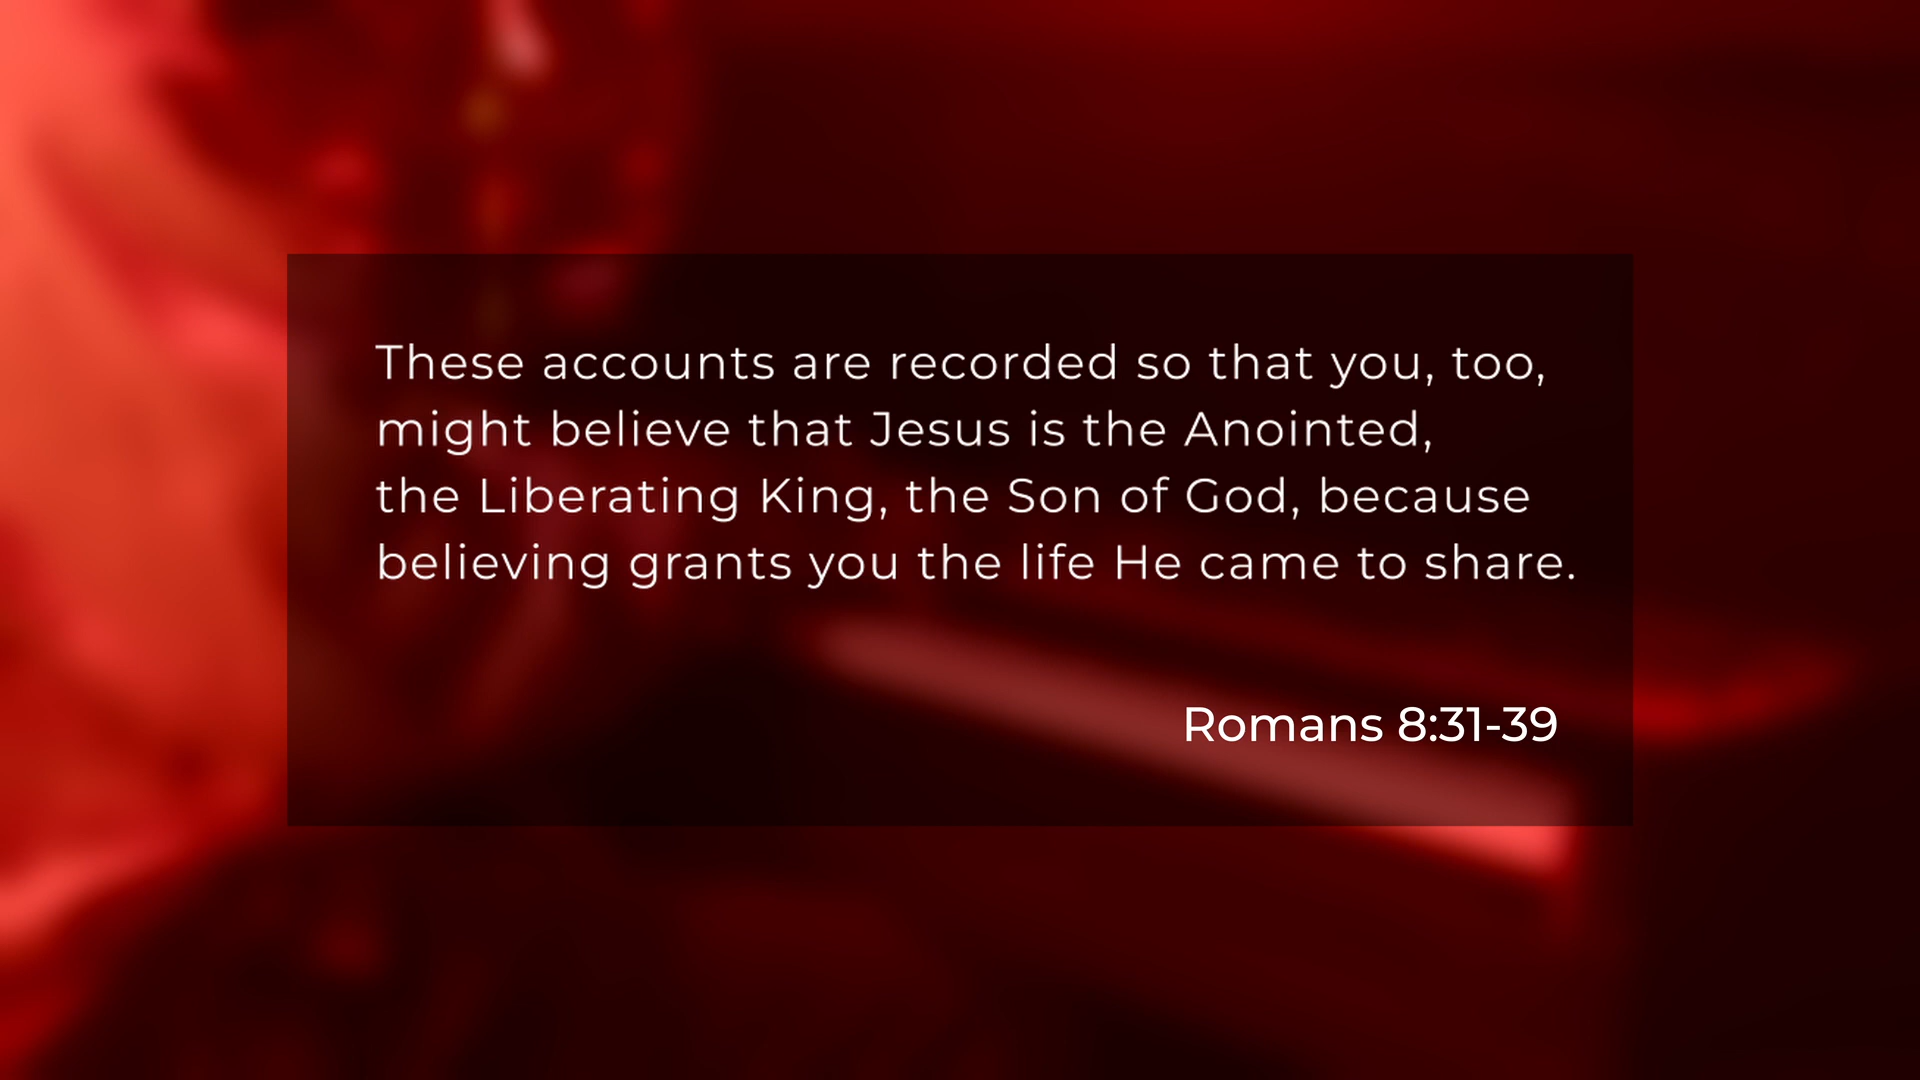 These accounts are recorded so that you, too,
might believe that Jesus is the Anointed,
the Liberating King, the Son of God, because
believing grants you the life He came to share.
Romans 8:31-39